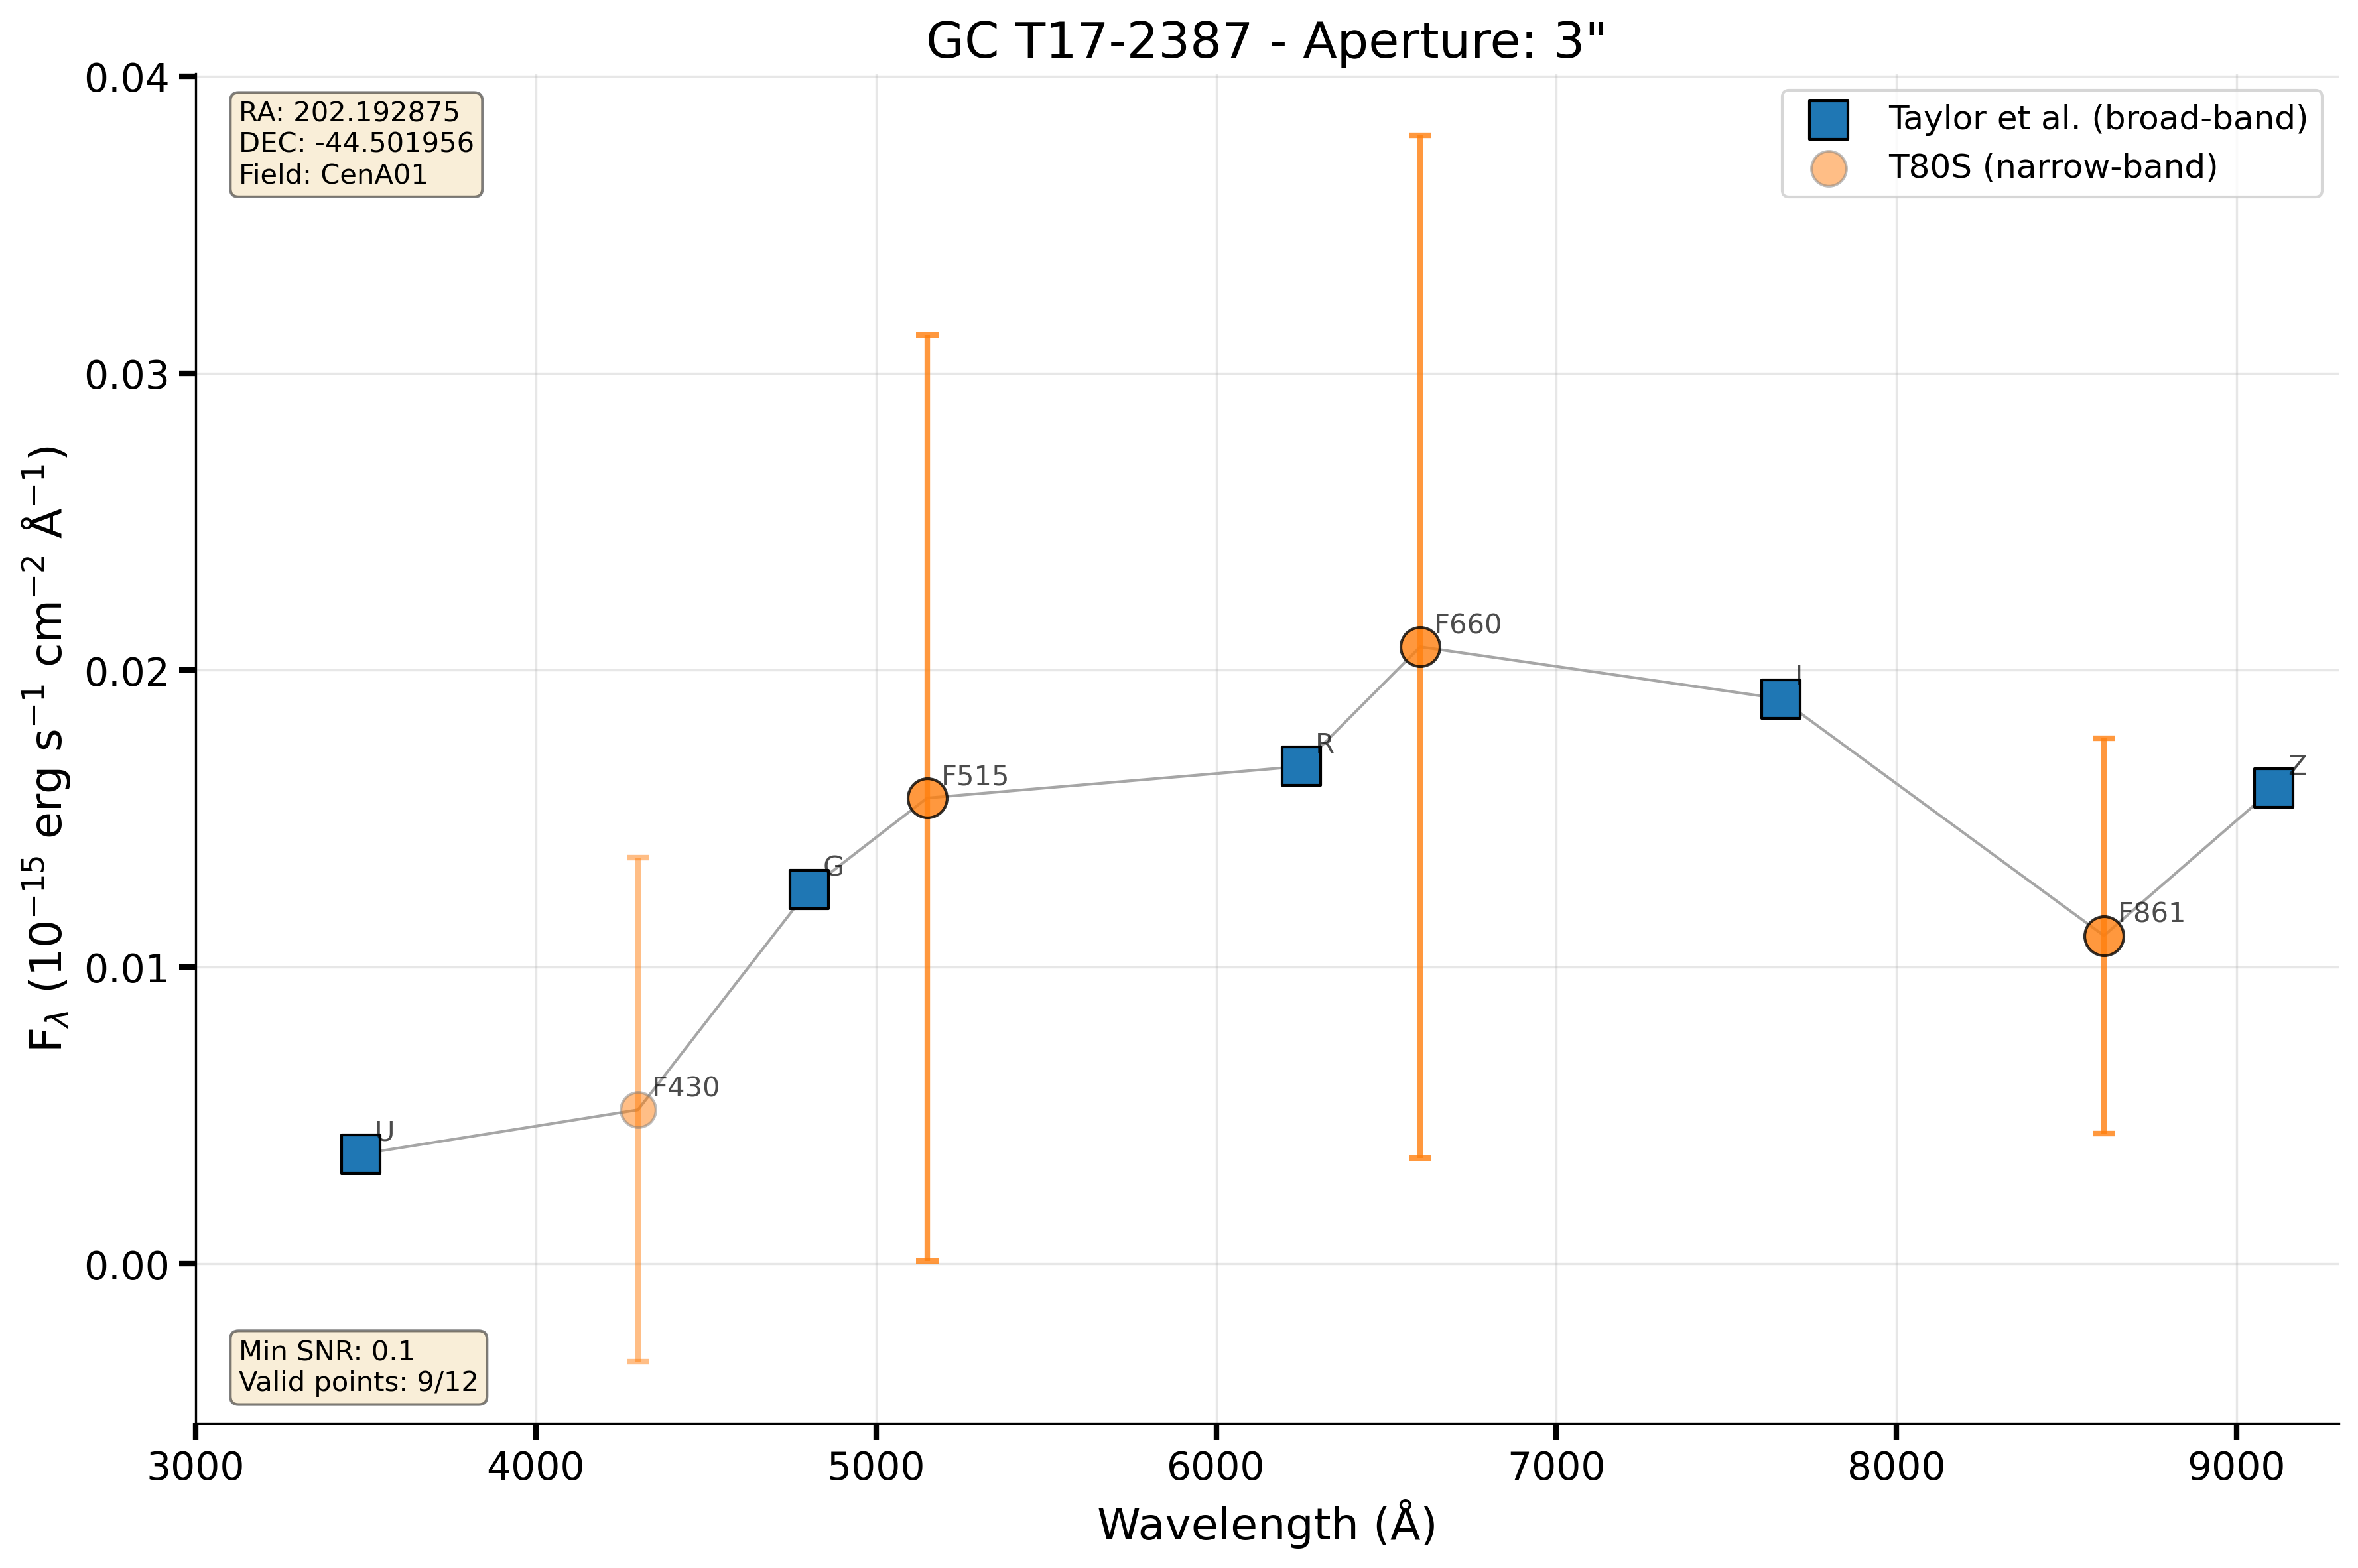 GC T17-2387 - Aperture: 3"
RA: 202.192875
DEC: -44.501956
Field: CenA01
Taylor et al. (broad-band)
T80S (narrow-band)
0.04
0.03
0.02
0.01
0.00
F_λ (10⁻¹⁵ erg s⁻¹ cm⁻² Å⁻¹)
U
F430
G
F515
R
F660
I
F861
Z
Min SNR: 0.1
Valid points: 9/12
3000 4000 5000 6000 7000 8000 9000
Wavelength (Å)